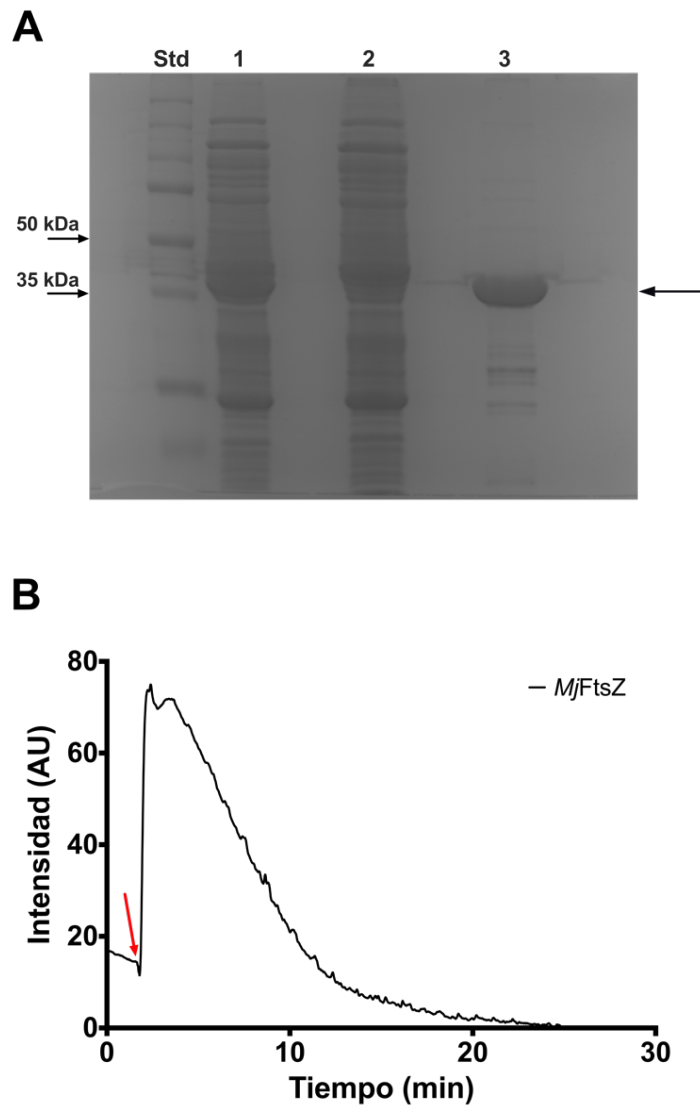 A
Std 1 2 3
50 kDa
35 kDa
B
80
60
40
20
0
Intensidad (AU)
MjFtsZ
0 10 20 30
Tiempo (min)